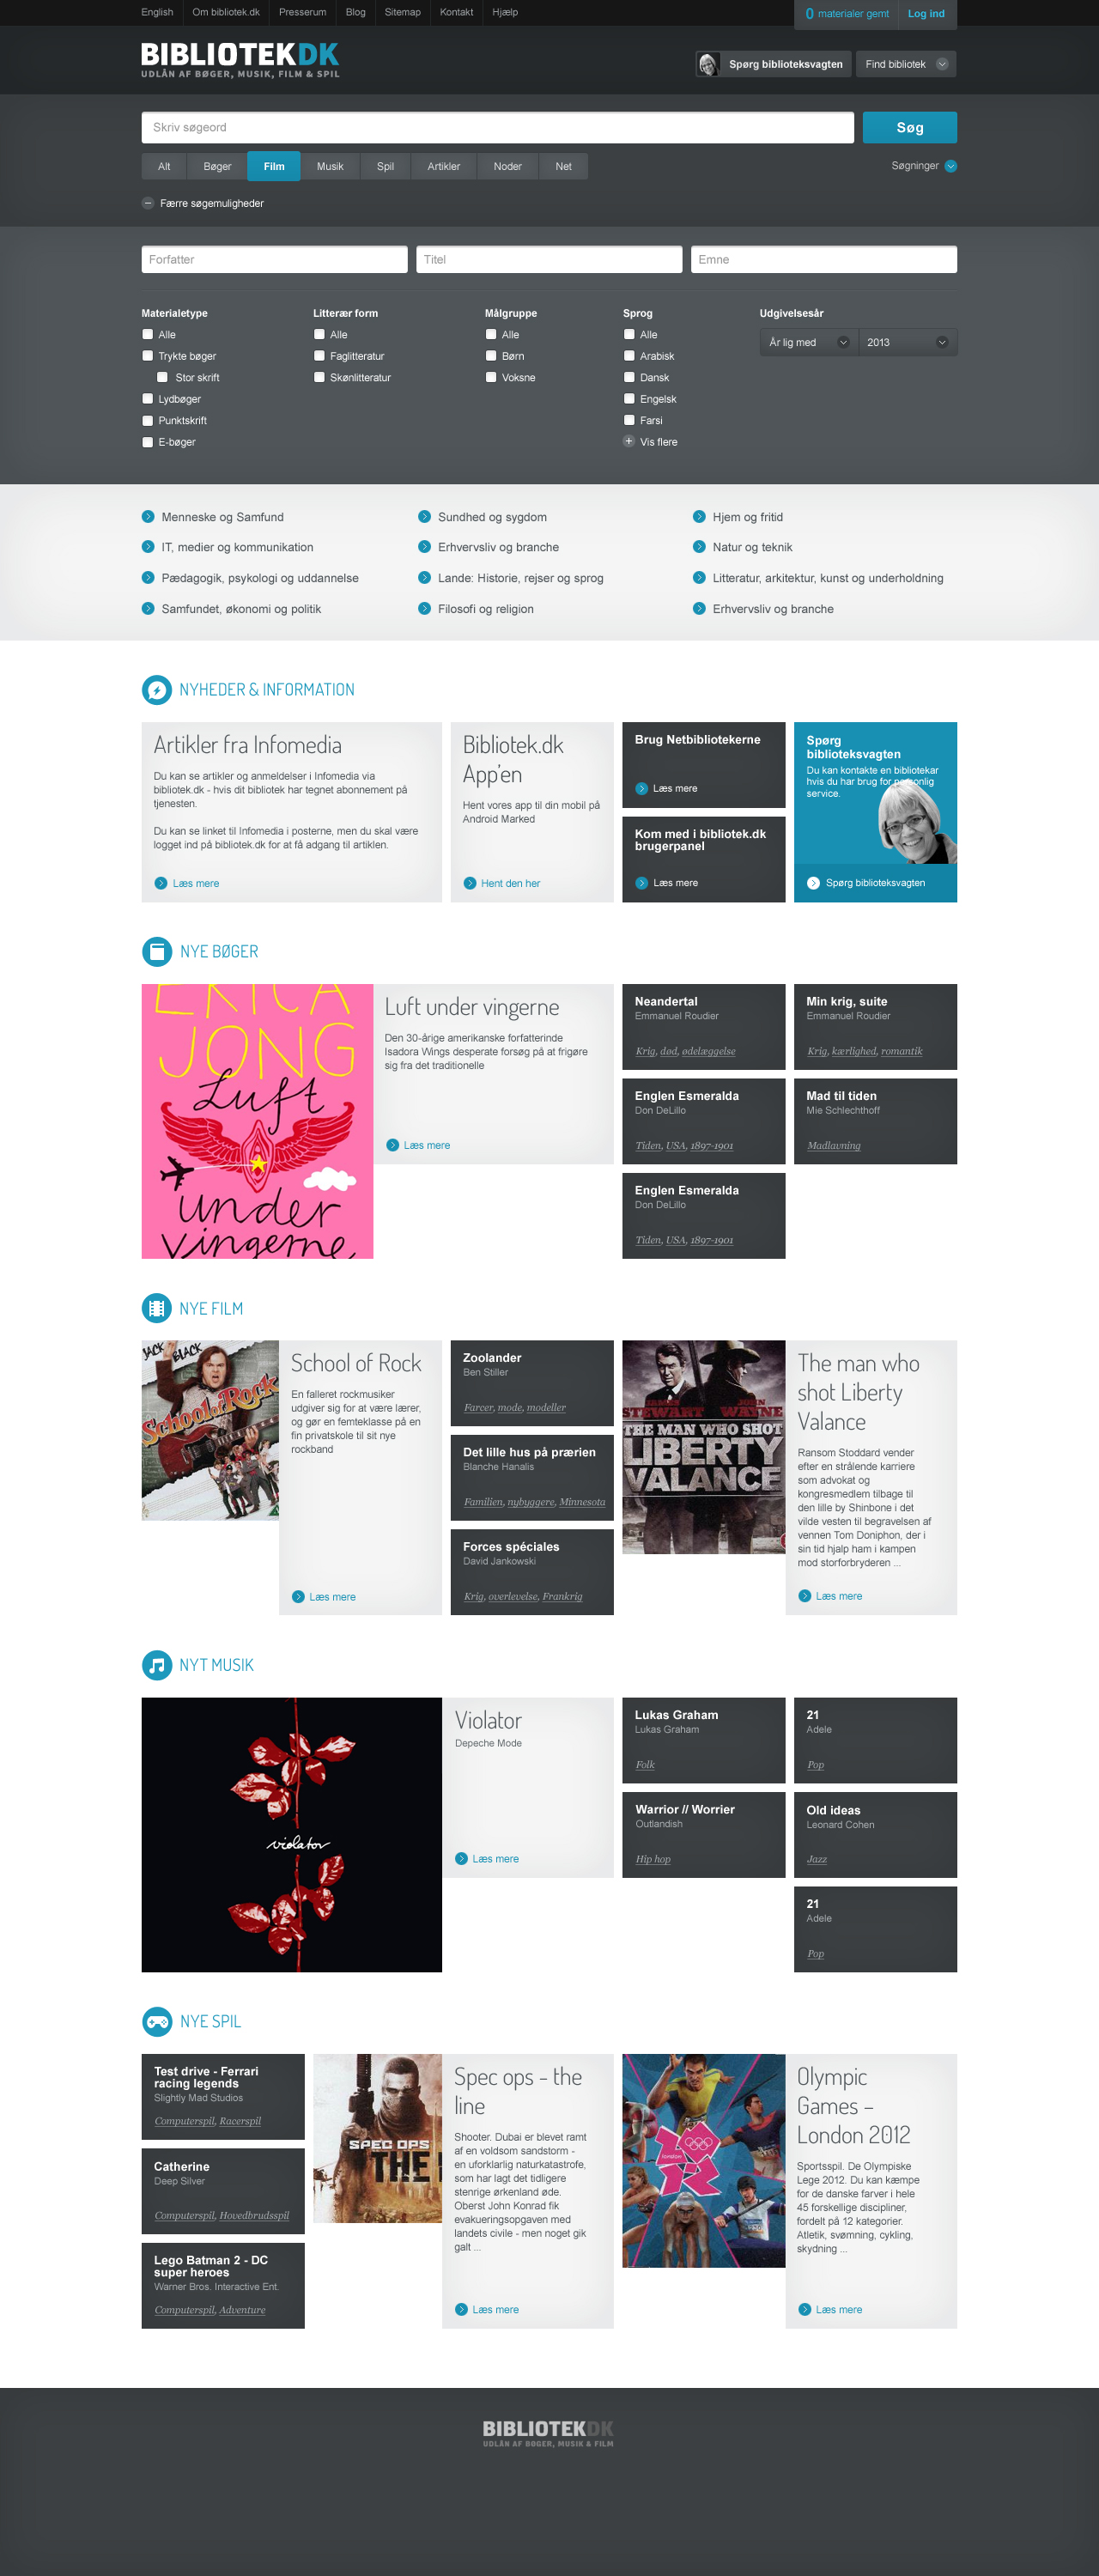 English Om bibliotek.dk Presserum Blog Sitemap Kontakt Hjælp
0 materialer gemt Log ind
BIBLIOTEKDK
UDLÅN AF BØGER, MUSIK, FILM & SPIL
Spørg biblioteksvagten
Find bibliotek
Skriv søgeord
Søg
Alt Bøger Film Musik Spil Artikler Noder Net
Søgninger
Færre søgemuligheder
Forfatter
Titel
Emne
Materialetype
Alle
Trykte bøger
Stor skrift
Lydbøger
Punktskrift
E-bøger
Litterær form
Alle
Faglitteratur
Skønlitteratur
Målgruppe
Alle
Børn
Voksne
Sprog
Alle
Arabisk
Dansk
Engelsk
Farsi
Vis flere
Udgivelsesår
År lig med
2013
Menneske og Samfund
IT, medier og kommunikation
Pædagogik, psykologi og uddannelse
Samfundet, økonomi og politik
Sundhed og sygdom
Erhvervsliv og branche
Lande: Historie, rejser og sprog
Filosofi og religion
Hjem og fritid
Natur og teknik
Litteratur, arkitektur, kunst og underholdning
Erhvervsliv og branche
NYHEDER & INFORMATION
Artikler fra Infomedia
Du kan se artikler og anmeldelser i Infomedia via
bibliotek.dk - hvis dit bibliotek har tegnet abonnement på
tjenesten.
Du kan se linket til Infomedia i posterne, men du skal være
logget ind på bibliotek.dk for at få adgang til artiklen.
Læs mere
Bibliotek.dk
App'en
Hent vores app til din mobil på
Android Marked
Hent den her
Brug Netbibliotekerne
Læs mere
Kom med i bibliotek.dk
brugerpanel
Læs mere
Spørg
biblioteksvagten
Du kan kontakte en bibliotekar
hvis du har brug for personlig
service.
Spørg biblioteksvagten
NYE BØGER
ERICA
JONG
Luft
under
vingerne
Luft under vingerne
Den 30-årige amerikanske forfatterinde
Isadora Wings desperate forsøg på at frigøre
sig fra det traditionelle
Læs mere
Neandertal
Emmanuel Roudier
Krig, død, ødelæggelse
Englen Esmeralda
Don DeLillo
Tiden, USA, 1897-1901
Englen Esmeralda
Don DeLillo
Tiden, USA, 1897-1901
Min krig, suite
Emmanuel Roudier
Krig, kærlighed, romantik
Mad til tiden
Mie Schlechthoff
Madlavning
NYE FILM
JACK BLACK
School of Rock
School of Rock
En falleret rockmusiker
udgiver sig for at være lærer,
og gør en femteklasse på en
fin privatskole til sit nye
rockband
Læs mere
Zoolander
Ben Stiller
Farcer, mode, modeller
Det lille hus på prærien
Blanche Hanalis
Familien, nybyggere, Minnesota
Forces spéciales
David Jankowski
Krig, overlevelse, Frankrig
JAMES STEWART JOHN WAYNE
THE MAN WHO SHOT
LIBERTY
VALANCE
The man who
shot Liberty
Valance
Ransom Stoddard vender
efter en strålende karriere
som advokat og
kongresmedlem tilbage til
den lille by Shinbone i det
vilde vesten til begravelsen af
vennen Tom Doniphon, der i
sin tid hjalp ham i kampen
mod storforbryderen ...
Læs mere
NYT MUSIK
violator
Violator
Depeche Mode
Læs mere
Lukas Graham
Lukas Graham
Folk
Warrior // Worrier
Outlandish
Hip hop
21
Adele
Pop
Old ideas
Leonard Cohen
Jazz
21
Adele
Pop
NYE SPIL
Test drive - Ferrari
racing legends
Slightly Mad Studios
Computerspil, Racerspil
Catherine
Deep Silver
Computerspil, Hovedbrudsspil
Lego Batman 2 - DC
super heroes
Warner Bros. Interactive Ent.
Computerspil, Adventure
SPEC OPS
THE
Spec ops - the
line
Shooter. Dubai er blevet ramt
af en voldsom sandstorm -
en uforklarlig naturkatastrofe,
som har lagt det tidligere
stenrige ørkenland øde.
Oberst John Konrad fik
evakueringsopgaven med
landets civile - men noget gik
galt ...
Læs mere
Olympic
Games –
London 2012
Sportsspil. De Olympiske
Lege 2012. Du kan kæmpe
for de danske farver i hele
45 forskellige discipliner,
fordelt på 12 kategorier.
Atletik, svømning, cykling,
skydning ...
Læs mere
BIBLIOTEKDK
UDLÅN AF BØGER, MUSIK & FILM